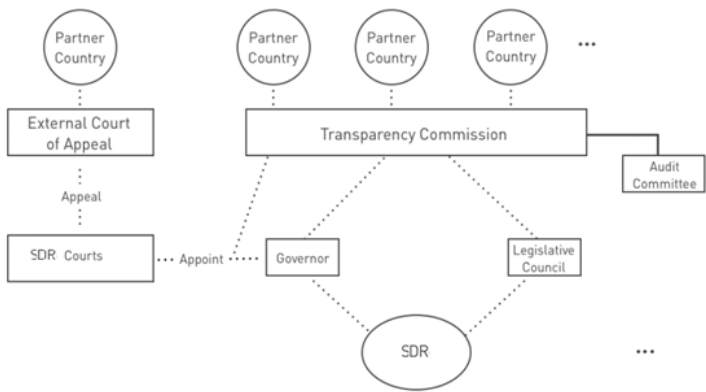 Partner
Country
Partner
Country
Partner
Country
Partner
Country
...
External Court
of Appeal
Transparency Commission
Audit
Committee
Appeal
SDR Courts
Appoint
Governor
Legislative
Council
SDR
...